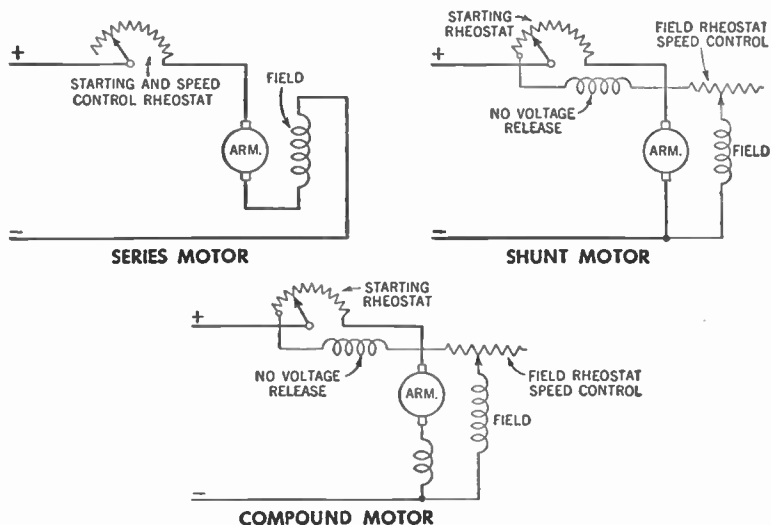 +
STARTING AND SPEED
CONTROL RHEOSTAT
FIELD
ARM.
−
SERIES MOTOR
STARTING
RHEOSTAT
FIELD RHEOSTAT
SPEED CONTROL
+
NO VOLTAGE
RELEASE
ARM.
FIELD
−
SHUNT MOTOR
STARTING
RHEOSTAT
+
NO VOLTAGE
RELEASE
FIELD RHEOSTAT
SPEED CONTROL
ARM.
FIELD
−
COMPOUND MOTOR